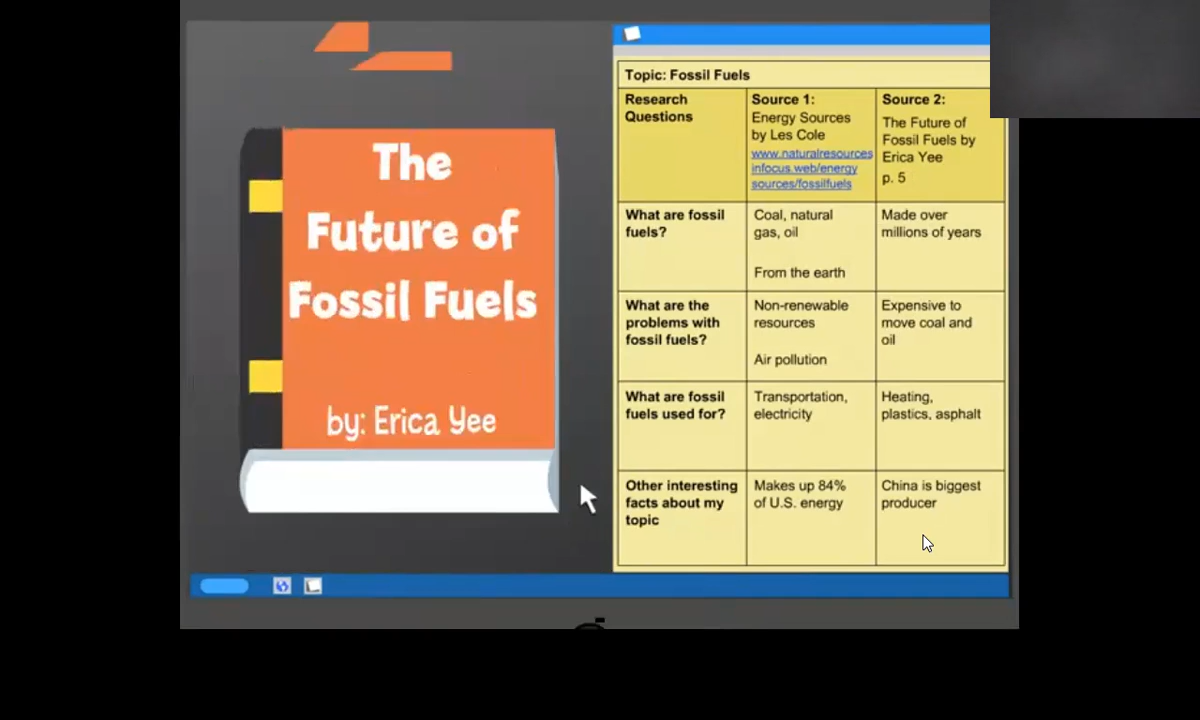 The
Future of
Fossil Fuels
by: Erica Yee
Topic: Fossil Fuels
Research
Questions
Source 1:
Energy Sources
by Les Cole
www.naturalresources
infocus.web/energy
sources/fossilfuels
Source 2:
The Future of
Fossil Fuels by
Erica Yee
p. 5
What are fossil
fuels?
Coal, natural
gas, oil
From the earth
Made over
millions of years
What are the
problems with
fossil fuels?
Non-renewable
resources
Air pollution
Expensive to
move coal and
oil
What are fossil
fuels used for?
Transportation,
electricity
Heating,
plastics, asphalt
Other interesting
facts about my
topic
Makes up 84%
of U.S. energy
China is biggest
producer